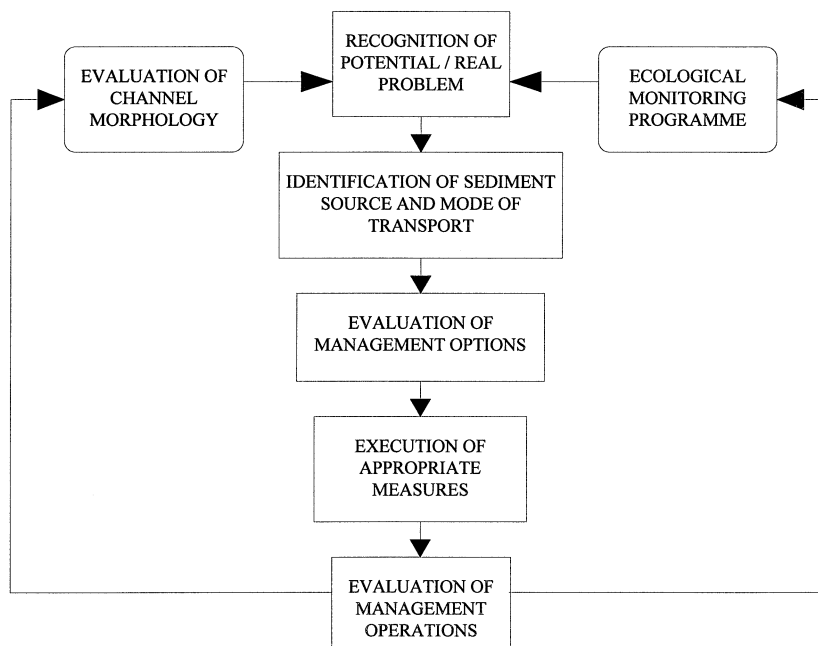 RECOGNITION OF
POTENTIAL / REAL
PROBLEM
EVALUATION OF
CHANNEL
MORPHOLOGY
ECOLOGICAL
MONITORING
PROGRAMME
IDENTIFICATION OF SEDIMENT
SOURCE AND MODE OF
TRANSPORT
EVALUATION OF
MANAGEMENT OPTIONS
EXECUTION OF
APPROPRIATE
MEASURES
EVALUATION OF
MANAGEMENT
OPERATIONS